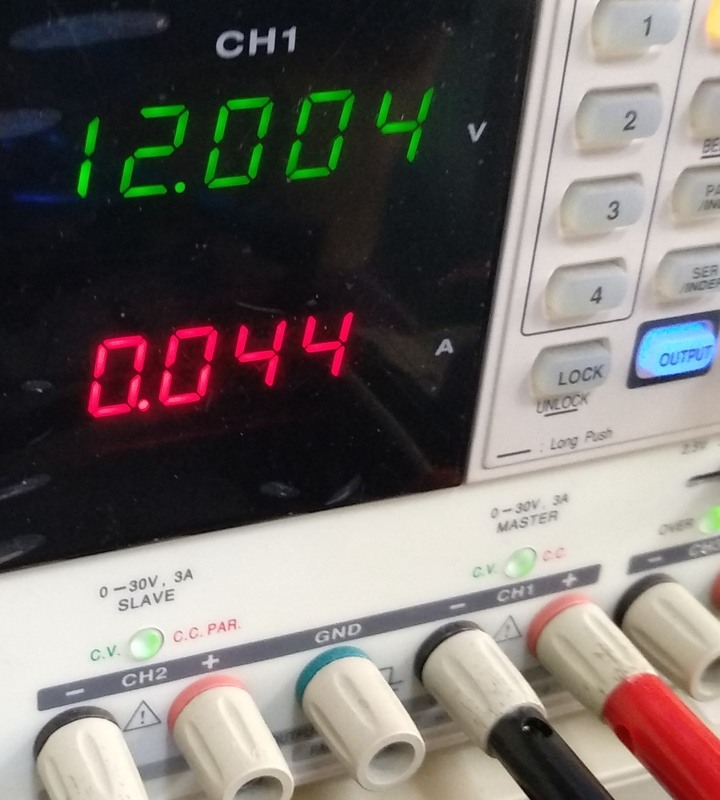 CH1
12.004 V
0.044 A
1
2
3
4
LOCK
UNLOCK
OUTPUT
: Long Push
0-30V, 3A
MASTER
C.V.
C.C.
OVER
0-30V, 3A
SLAVE
C.V.
C.C. PAR.
- CH2 +
GND
- CH1 +
-